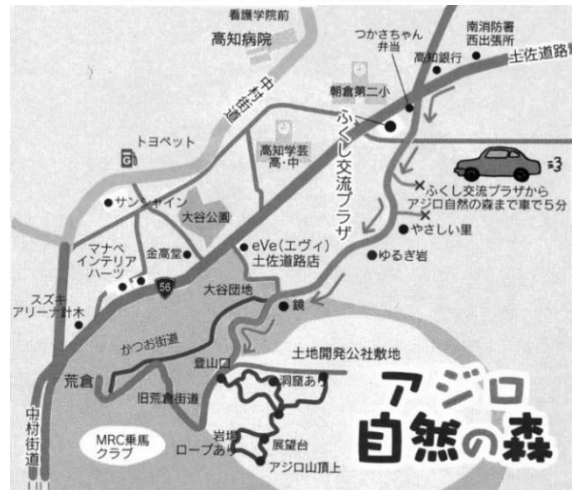 看護学院前
高知病院
中村街道
つかさちゃん
弁当
南消防署
西出張所
高知銀行
土佐道路
朝倉第二小
ふくし交流プラザ
トヨペット
G
高知学芸
高・中
ふくし交流プラザから
アジロ自然の森まで車で5分
サンシャイン
大谷公園
やさしい里
マナベ
インテリア
ハーツ
金高堂
eVe(エヴィ)
土佐道路店
ゆるぎ岩
56
大谷団地
スズキ
アリーナ針木
鏡
かつお街道
登山口
土地開発公社敷地
洞窟あり
荒倉
旧荒倉街道
アジロ
自然の森
中村街道
MRC乗馬
クラブ
岩場
ロープあり
展望台
アジロ山頂上